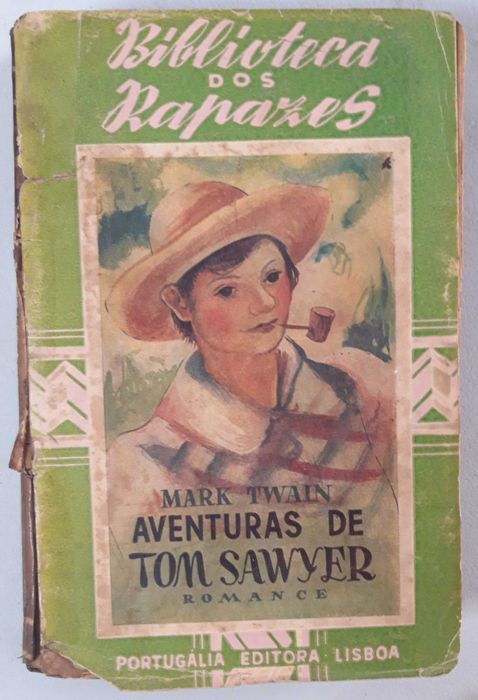 Biblioteca
DOS
Rapazes
MARK TWAIN
AVENTURAS DE
TOM SAWYER
ROMANCE
PORTUGÁLIA EDITORA LISBOA